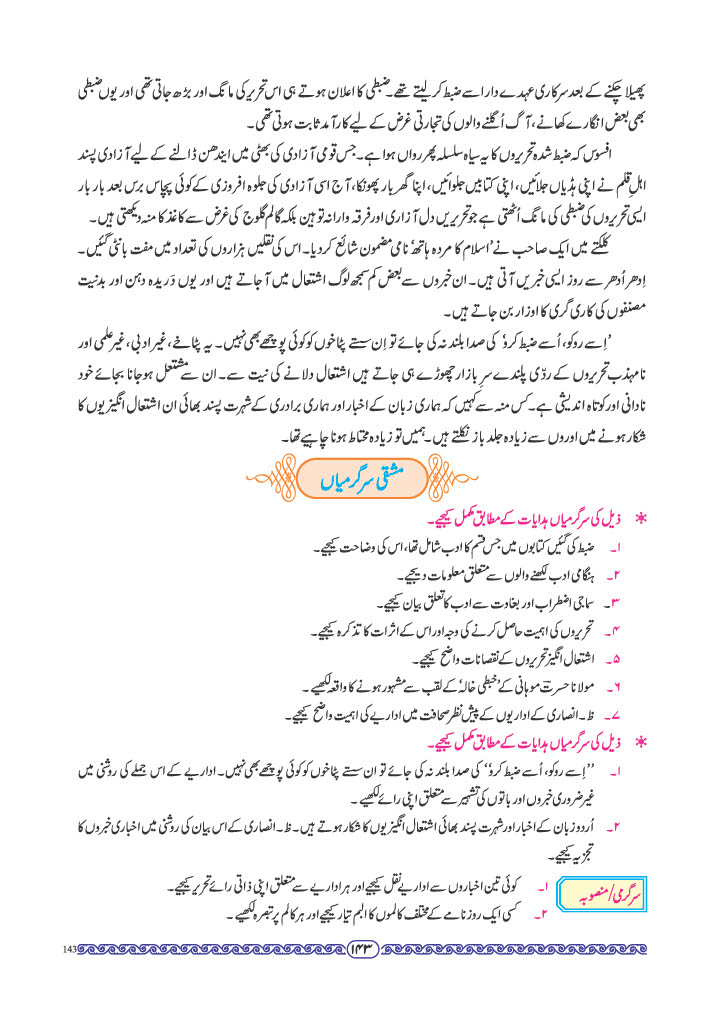 پھیلا چکنے کے بعد سرکاری عہدے دار اسے ضبط کر لیتے تھے۔ ضبطی کا اعلان ہوتے ہی اس تحریر کی مانگ اور بڑھ جاتی تھی اور یوں ضبطی
بھی بعض انگارے کھانے، آگ اُگلنے والوں کی تجارتی غرض کے لیے کارآمد ثابت ہوتی تھی۔
افسوس کہ ضبط شدہ تحریروں کا یہ سیاہ سلسلہ پھر رواں ہوا ہے۔ جس قومی آزادی کی بھٹی میں ایندھن ڈالنے کے لیے آزادی پسند
اہلِ قلم نے اپنی ہڈیاں جلائیں، اپنی کتابیں جلوائیں، اپنا گھر بار پھونکا، آج اسی آزادی کی جلوہ افروزی کے کوئی پچاس برس بعد بار بار
ایسی تحریروں کی ضبطی کی مانگ اُٹھتی ہے جو تحریریں دل آزاری اور فرقہ وارانہ توہین بلکہ گالم گلوج کی غرض سے کاغذ کا منہ دیکھتی ہیں۔
کلکتے میں ایک صاحب نے ’اسلام کا مردہ ہاتھ‘ نامی مضمون شائع کر دیا۔ اس کی نقلیں ہزاروں کی تعداد میں مفت بانٹی گئیں۔
اِدھر اُدھر سے روز ایسی خبریں آتی ہیں۔ ان خبروں سے بعض کم سمجھ لوگ اشتعال میں آجاتے ہیں اور یوں دَریدہ دہن اور بدنیت
مصنفوں کی کاری گری کا اوزار بن جاتے ہیں۔
’اِسے روکو، اُسے ضبط کرو‘ کی صدا بلند نہ کی جائے تو اِن سستے پٹاخوں کو کوئی پوچھے بھی نہیں۔ یہ پٹاخے، غیر ادبی، غیر علمی اور
نامہذب تحریروں کے ردّی پلندے سرِ بازار چھوڑے ہی جاتے ہیں اشتعال دلانے کی نیت سے۔ ان سے مشتعل ہو جانا بجائے خود
نادانی اور کوتاہ اندیشی ہے۔ کس منہ سے کہیں کہ ہماری زبان کے اخبار اور ہماری برادری کے شہرت پسند بھائی ان اشتعال انگیزیوں کا
شکار ہونے میں اوروں سے زیادہ جلد باز نکلتے ہیں۔ ہمیں تو زیادہ محتاط ہونا چاہیے تھا۔
مشقی سرگرمیاں
* ذیل کی سرگرمیاں ہدایات کے مطابق مکمل کیجیے۔
۱۔ ضبط کی گئیں کتابوں میں جس قسم کا ادب شامل تھا، اس کی وضاحت کیجیے۔
۲۔ ہنگامی ادب لکھنے والوں سے متعلق معلومات دیجیے۔
۳۔ سماجی اضطراب اور بغاوت سے ادب کا تعلق بیان کیجیے۔
۴۔ تحریروں کی اہمیت حاصل کرنے کی وجہ اور اس کے اثرات کا تذکرہ کیجیے۔
۵۔ اشتعال انگیز تحریروں کے نقصانات واضح کیجیے۔
۶۔ مولانا حسرت موہانی کے ’خبطی خالہ‘ کے لقب سے مشہور ہونے کا واقعہ لکھیے۔
۷۔ ظ۔ انصاری کے اداریوں کے پیشِ نظر صحافت میں اداریے کی اہمیت واضح کیجیے۔
* ذیل کی سرگرمیاں ہدایات کے مطابق مکمل کیجیے۔
۱۔ ’’اِسے روکو، اُسے ضبط کرو‘‘ کی صدا بلند نہ کی جائے تو ان سستے پٹاخوں کو کوئی پوچھے بھی نہیں۔ اداریے کے اس جملے کی روشنی میں
غیر ضروری خبروں اور باتوں کی تشہیر سے متعلق اپنی رائے لکھیے۔
۲۔ اُردو زبان کے اخبار اور شہرت پسند بھائی اشتعال انگیزیوں کا شکار ہوتے ہیں۔ ظ۔ انصاری کے اس بیان کی روشنی میں اخباری خبروں کا
تجزیہ کیجیے۔
سرگرمی/منصوبہ
۱۔ کوئی تین اخباروں سے اداریے نقل کیجیے اور ہر اداریے سے متعلق اپنی ذاتی رائے تحریر کیجیے۔
۲۔ کسی ایک روز نامے کے مختلف کالموں کا البم تیار کیجیے اور ہر کالم پر تبصرہ لکھیے۔
143
۱۴۳